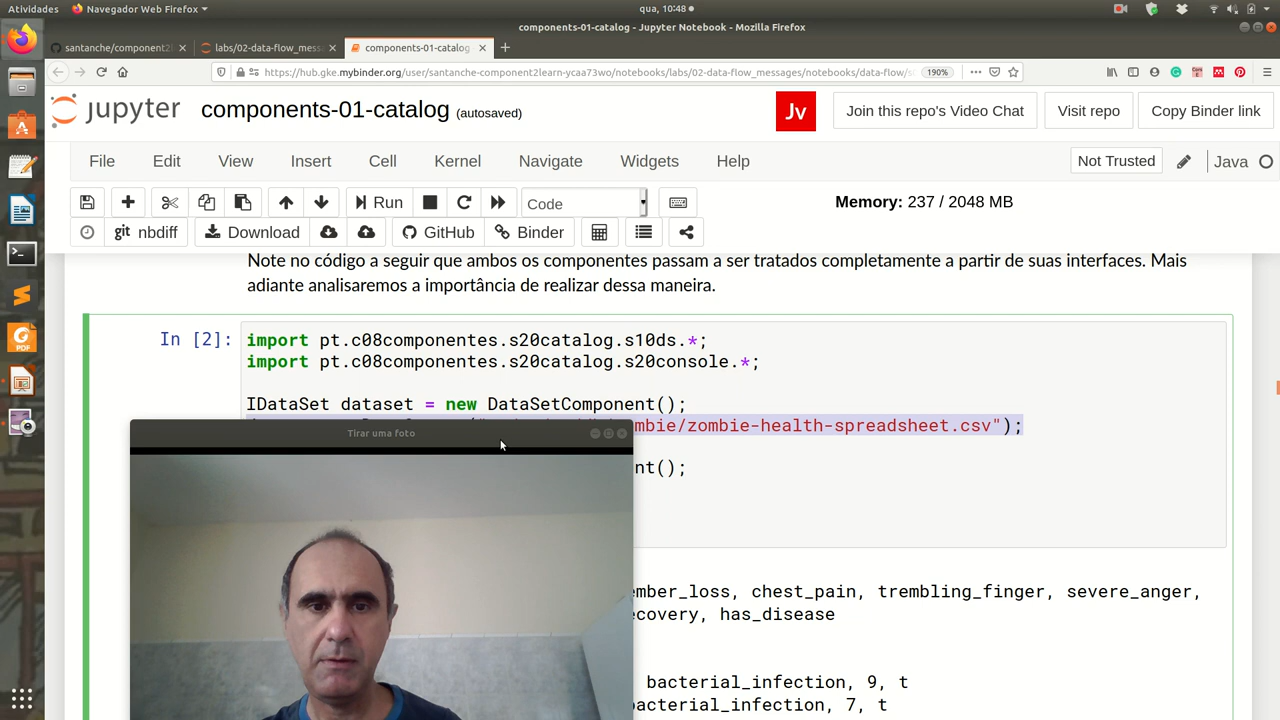 Atividades
Navegador Web Firefox
qua, 10:48
components-01-catalog - Jupyter Notebook - Mozilla Firefox
santanche/component2
labs/02-data-flow_mess
components-01-catalog
https://hub.gke.mybinder.org/user/santanche-component2learn-ycaa73wo/notebooks/labs/02-data-flow_messages/notebooks/data-flow/
190%
jupyter
components-01-catalog
(autosaved)
Jv
Join this repo's Video Chat
Visit repo
Copy Binder link
File
Edit
View
Insert
Cell
Kernel
Navigate
Widgets
Help
Not Trusted
Java
Run
Code
Memory: 237 / 2048 MB
nbdiff
Download
GitHub
Binder
Note no código a seguir que ambos os componentes passam a ser tratados completamente a partir de suas interfaces. Mais
adiante analisaremos a importância de realizar dessa maneira.
In [2]:
import pt.c08componentes.s20catalog.s10ds.*;
import pt.c08componentes.s20catalog.s20console.*;
IDataSet dataset = new DataSetComponent();
mbie/zombie-health-spreadsheet.csv");
nt();
Tirar uma foto
ember_loss, chest_pain, trembling_finger, severe_anger,
ecovery, has_disease
bacterial_infection, 9, t
bacterial_infection, 7, t
git
PDF